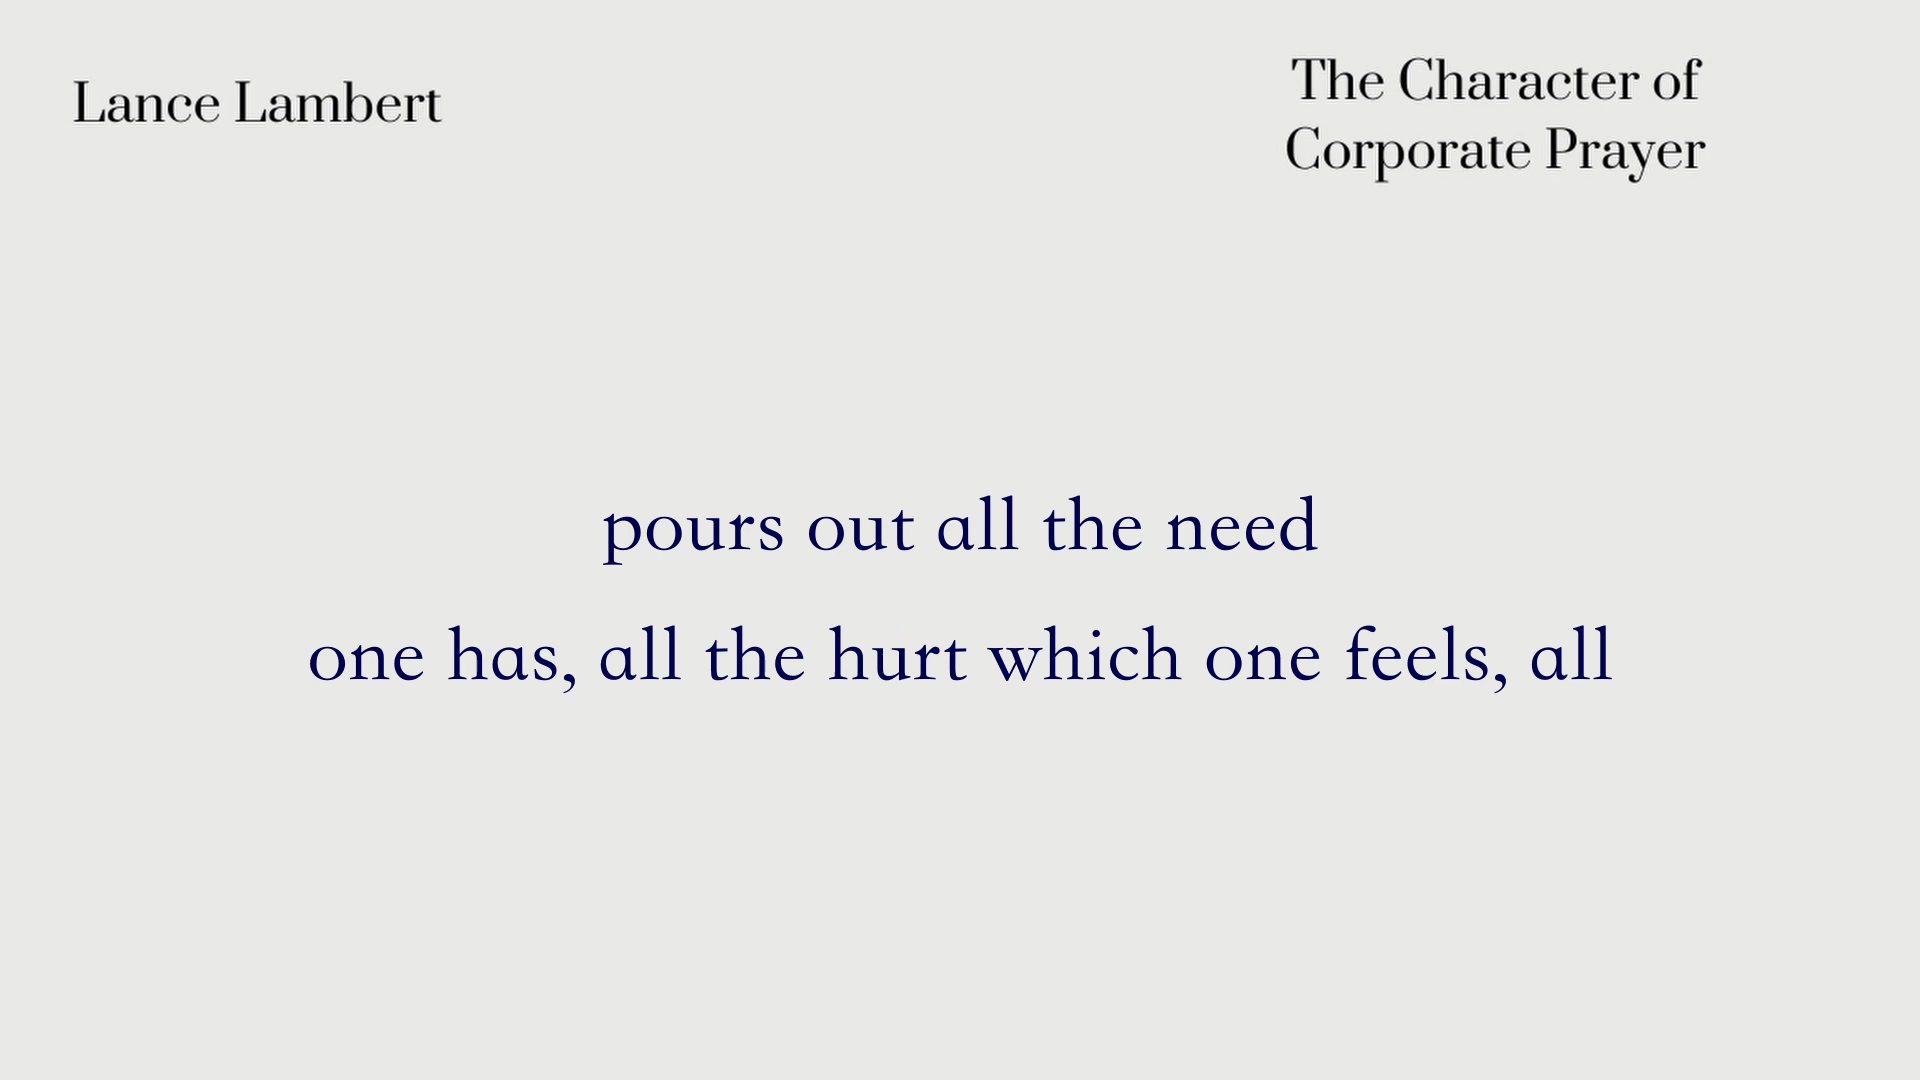 Lance Lambert
The Character of
Corporate Prayer
pours out all the need
one has, all the hurt which one feels, all